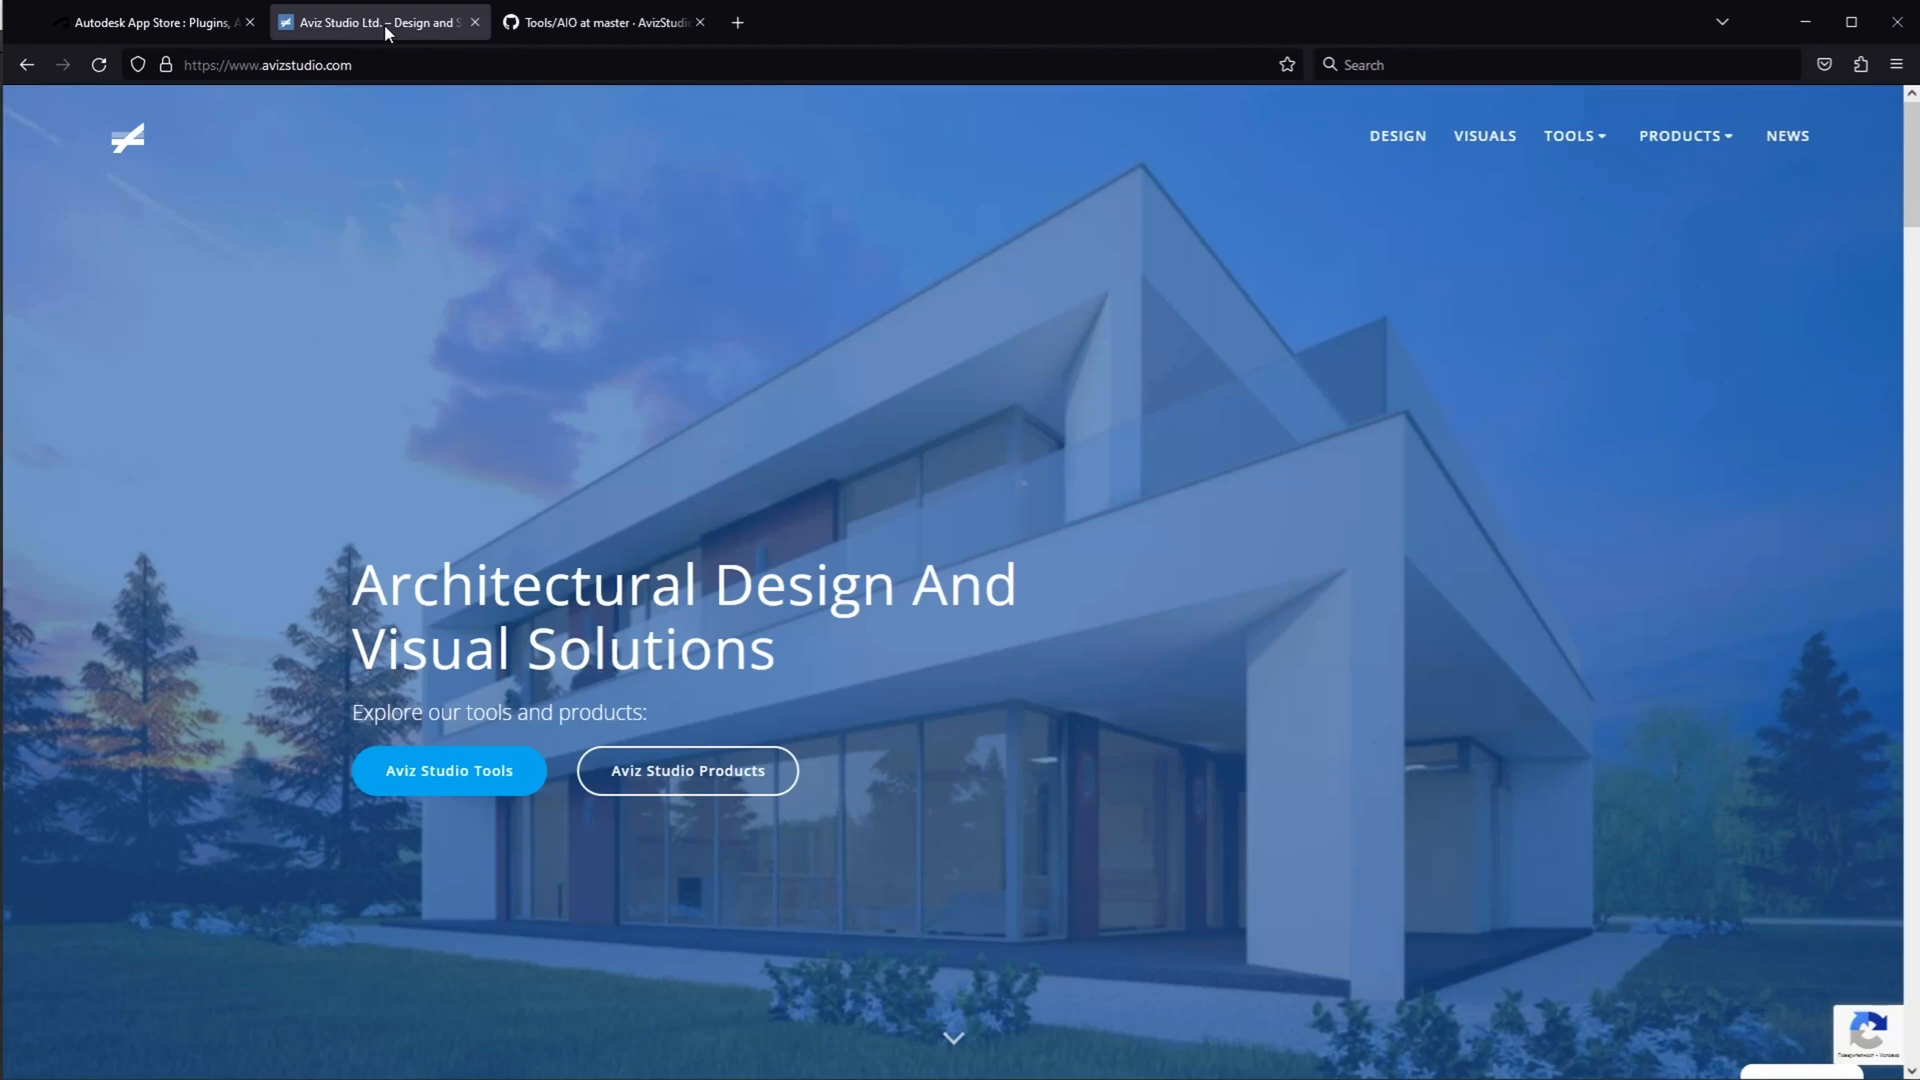 Autodesk App Store : Plugins, A
Aviz Studio Ltd. – Design and S
Tools/AIO at master · AvizStudio
https://www.avizstudio.com
Search
DESIGN
VISUALS
TOOLS
PRODUCTS
NEWS
Architectural Design And
Visual Solutions
Explore our tools and products:
Aviz Studio Tools
Aviz Studio Products